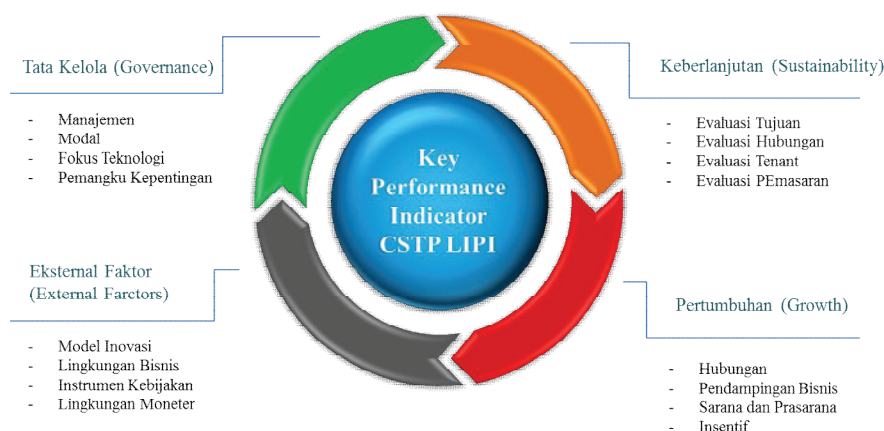 Tata Kelola (Governance)
- Manajemen
- Modal
- Fokus Teknologi
- Pemangku Kepentingan
Keberlanjutan (Sustainability)
- Evaluasi Tujuan
- Evaluasi Hubungan
- Evaluasi Tenant
- Evaluasi PEmasaran
Key
Performance
Indicator
CSTP LIPI
Eksternal Faktor
(External Farctors)
- Model Inovasi
- Lingkungan Bisnis
- Instrumen Kebijakan
- Lingkungan Moneter
Pertumbuhan (Growth)
- Hubungan
- Pendampingan Bisnis
- Sarana dan Prasarana
- Insentif